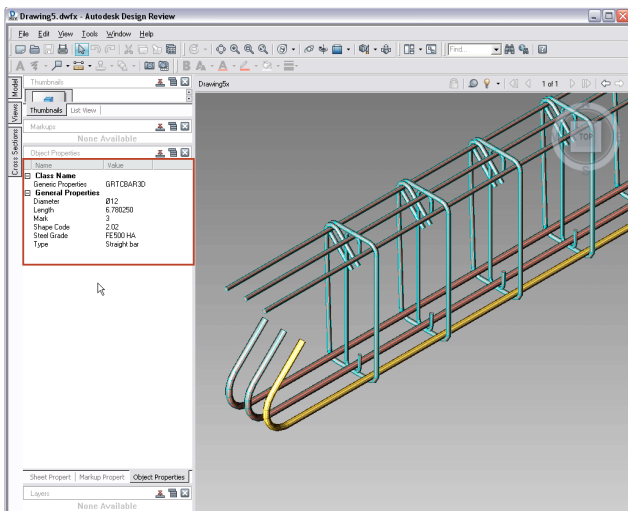 Drawing5.dwfx - Autodesk Design Review
File Edit View Tools Window Help
Find...
Model
Views
Cross Sections
Thumbnails
Thumbnails List View
Markups
None Available
Object Properties
Name Value
Class Name
Generic Properties GRTCBAR3D
General Properties
Diameter Ø12
Length 6.780250
Mark 3
Shape Code 2.02
Steel Grade FE500 HA
Type Straight bar
Sheet Propert Markup Propert Object Properties
Layers
None Available
Drawing5x
1 of 1
TOP